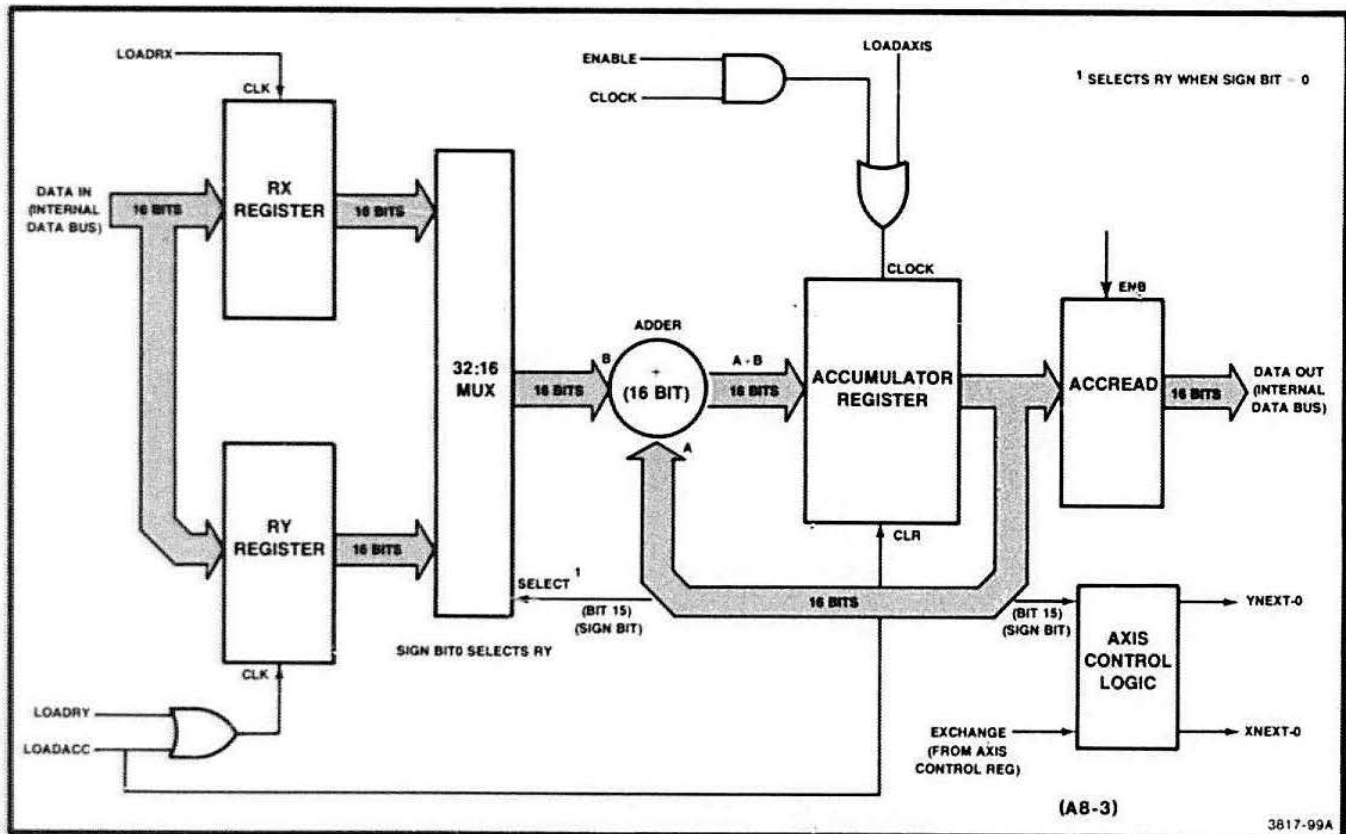 LOADRX
CLK
RX
REGISTER
DATA IN
(INTERNAL
DATA BUS)
16 BITS
16 BITS
RY
REGISTER
16 BITS
CLK
LOADRY
LOADACC
32:16
MUX
SELECT 1
(BIT 15)
(SIGN BIT)
SIGN BIT0 SELECTS RY
16 BITS
B
ADDER
+
(16 BIT)
A
A - B
16 BITS
ENABLE
CLOCK
LOADAXIS
CLOCK
ACCUMULATOR
REGISTER
CLR
16 BITS
1 SELECTS RY WHEN SIGN BIT = 0
ENB
ACCREAD
16 BITS
DATA OUT
(INTERNAL
DATA BUS)
(BIT 15)
(SIGN BIT)
AXIS
CONTROL
LOGIC
YNEXT-0
XNEXT-0
EXCHANGE
(FROM AXIS
CONTROL REG)
(A8-3)
3817-99A